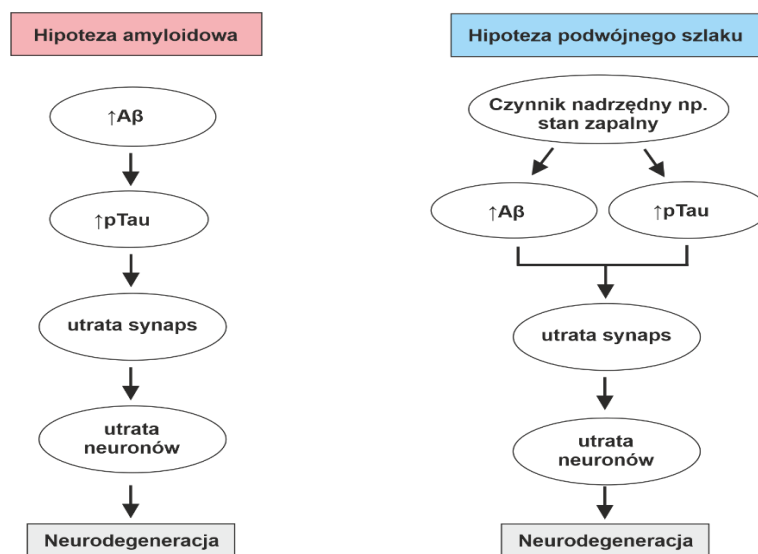 Hipoteza amyloidowa
↑Aβ
↑pTau
utrata synaps
utrata
neuronów
Neurodegeneracja
Hipoteza podwójnego szlaku
Czynnik nadrzędny np.
stan zapalny
↑Aβ
↑pTau
utrata synaps
utrata
neuronów
Neurodegeneracja